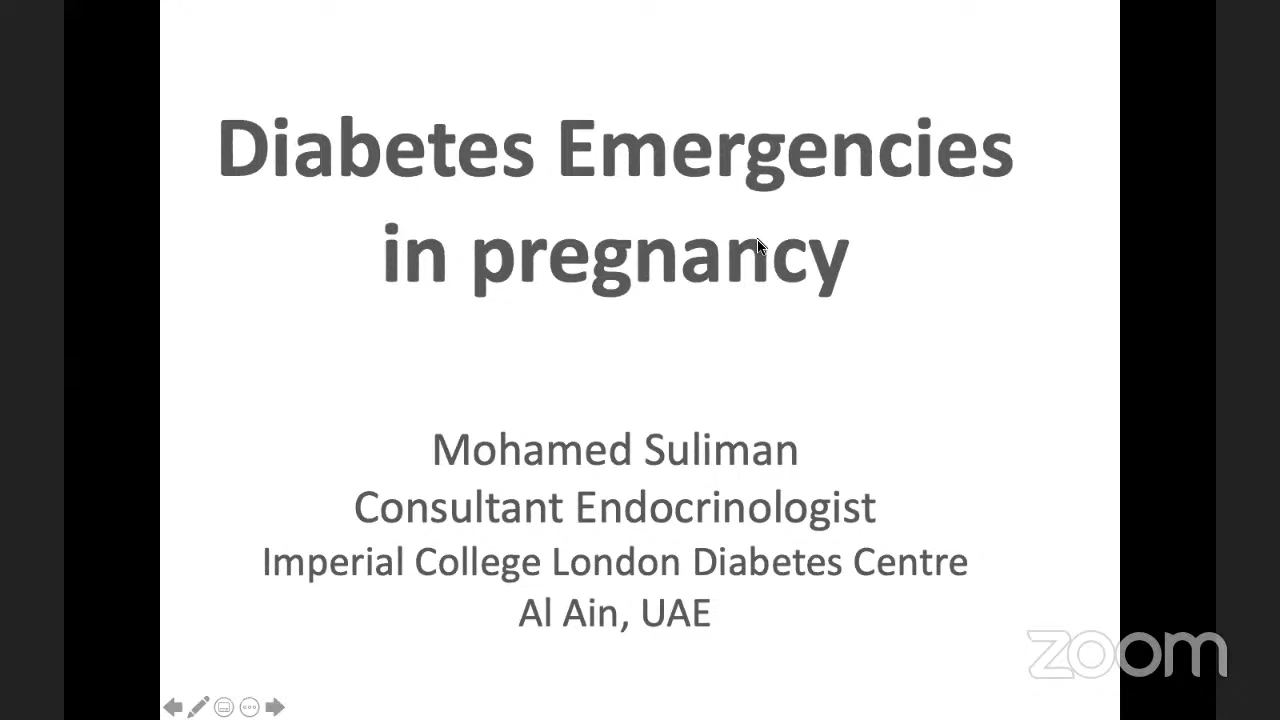 Diabetes Emergencies
in pregnancy
Mohamed Suliman
Consultant Endocrinologist
Imperial College London Diabetes Centre
Al Ain, UAE
zoom